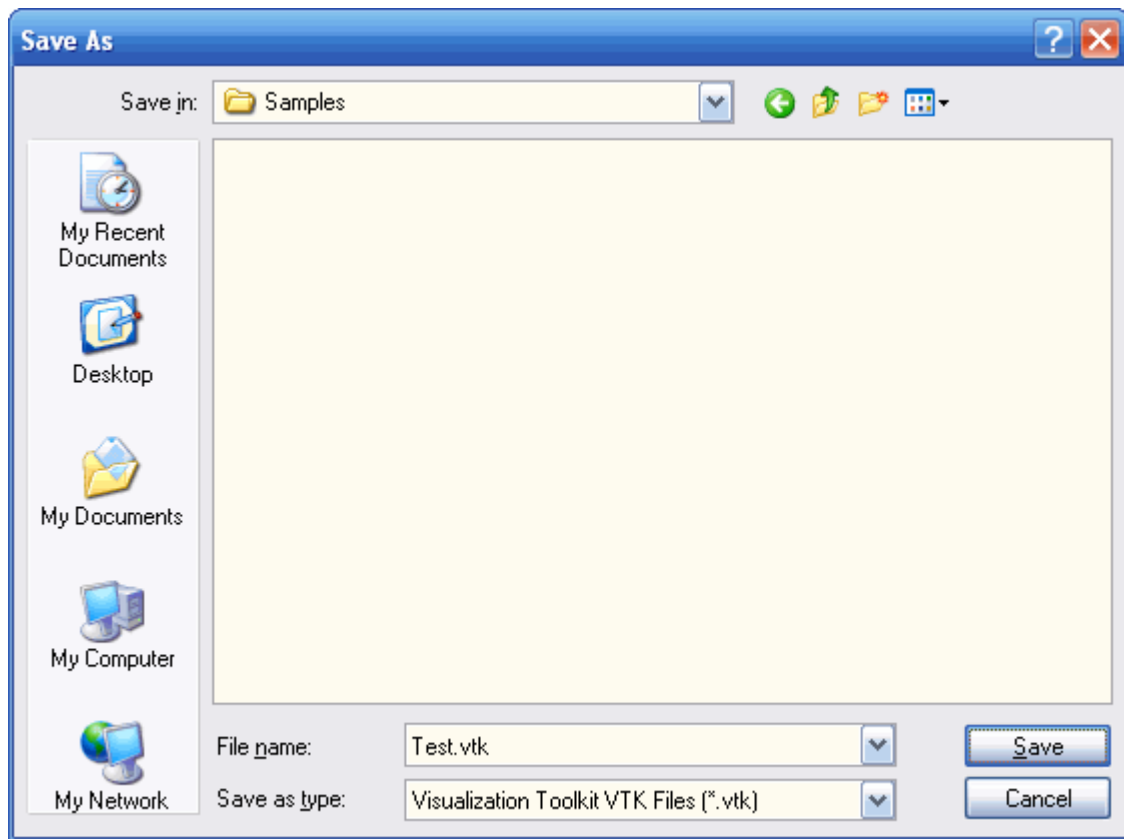 Save As
Save in: Samples
My Recent
Documents
Desktop
My Documents
My Computer
My Network
File name: Test.vtk Save
Save as type: Visualization Toolkit VTK Files (*.vtk) Cancel